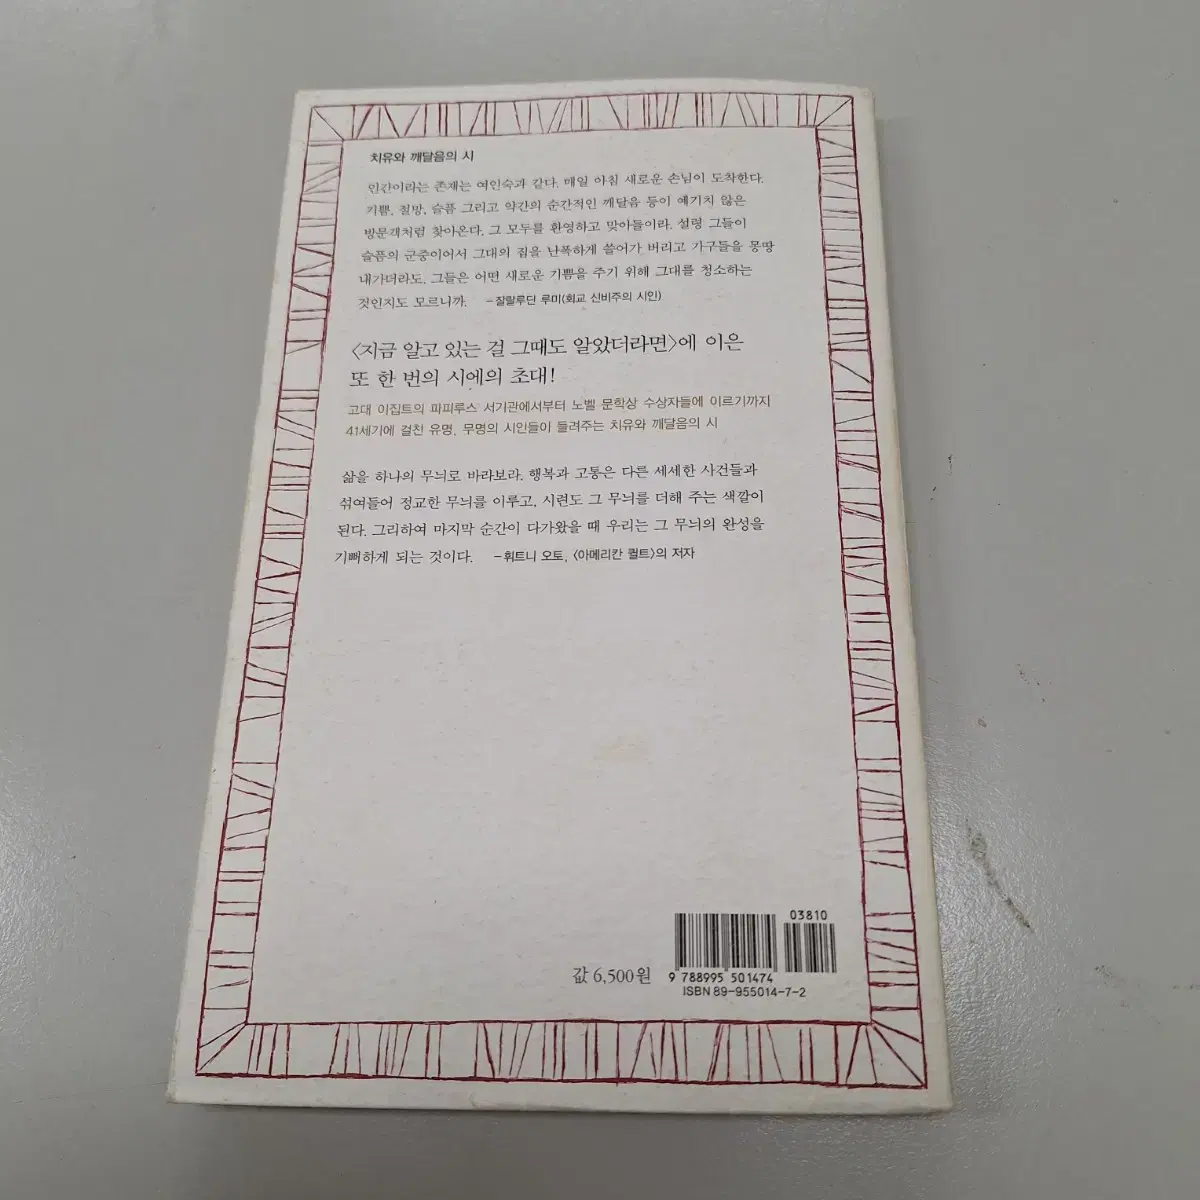 치유와 깨달음의 시
인간이라는 존재는 여인숙과 같다. 매일 아침 새로운 손님이 도착한다.
기쁨, 절망, 슬픔 그리고 약간의 순간적인 깨달음 등이 예기치 않은
방문객처럼 찾아온다. 그 모두를 환영하고 맞아들이라. 설령 그들이
슬픔의 군중이어서 그대의 집을 난폭하게 쓸어가 버리고 가구들을 몽땅
내가더라도. 그들은 어떤 새로운 기쁨을 주기 위해 그대를 청소하는
것인지도 모르니까. -잘랄루딘 루미(회교 신비주의 시인)
〈지금 알고 있는 걸 그때도 알았더라면〉에 이은
또 한 번의 시에의 초대!
고대 이집트의 파피루스 서기관에서부터 노벨 문학상 수상자들에 이르기까지
41세기에 걸친 유명, 무명의 시인들이 들려주는 치유와 깨달음의 시
삶을 하나의 무늬로 바라보라. 행복과 고통은 다른 세세한 사건들과
섞여들어 정교한 무늬를 이루고, 시련도 그 무늬를 더해 주는 색깔이
된다. 그리하여 마지막 순간이 다가왔을 때 우리는 그 무늬의 완성을
기뻐하게 되는 것이다. -휘트니 오토, 〈아메리칸 퀼트〉의 저자
03810
값 6,500원
9 788995 501474
ISBN 89-955014-7-2